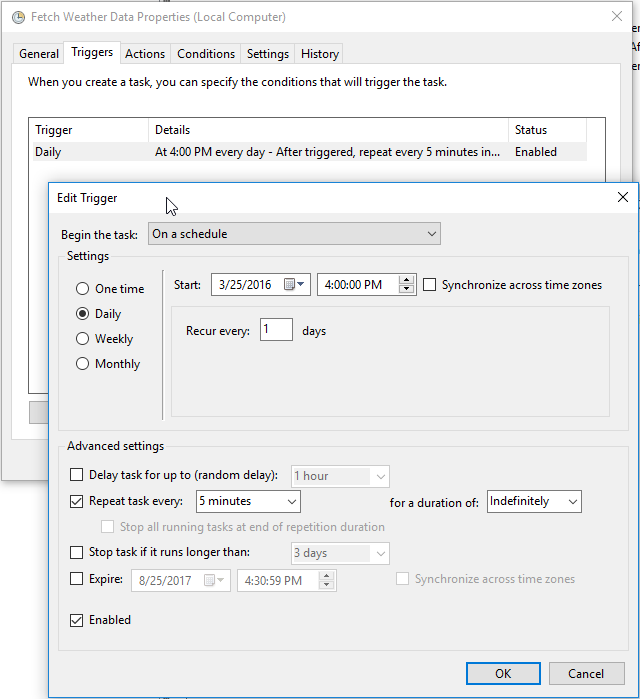 Fetch Weather Data Properties (Local Computer)
General Triggers Actions Conditions Settings History
When you create a task, you can specify the conditions that will trigger the task.
Trigger Details Status
Daily At 4:00 PM every day - After triggered, repeat every 5 minutes in... Enabled
Edit Trigger
Begin the task: On a schedule
Settings
One time
Daily
Weekly
Monthly
Start: 3/25/2016 4:00:00 PM Synchronize across time zones
Recur every: 1 days
Advanced settings
Delay task for up to (random delay): 1 hour
Repeat task every: 5 minutes for a duration of: Indefinitely
Stop all running tasks at end of repetition duration
Stop task if it runs longer than: 3 days
Expire: 8/25/2017 4:30:59 PM Synchronize across time zones
Enabled
OK Cancel